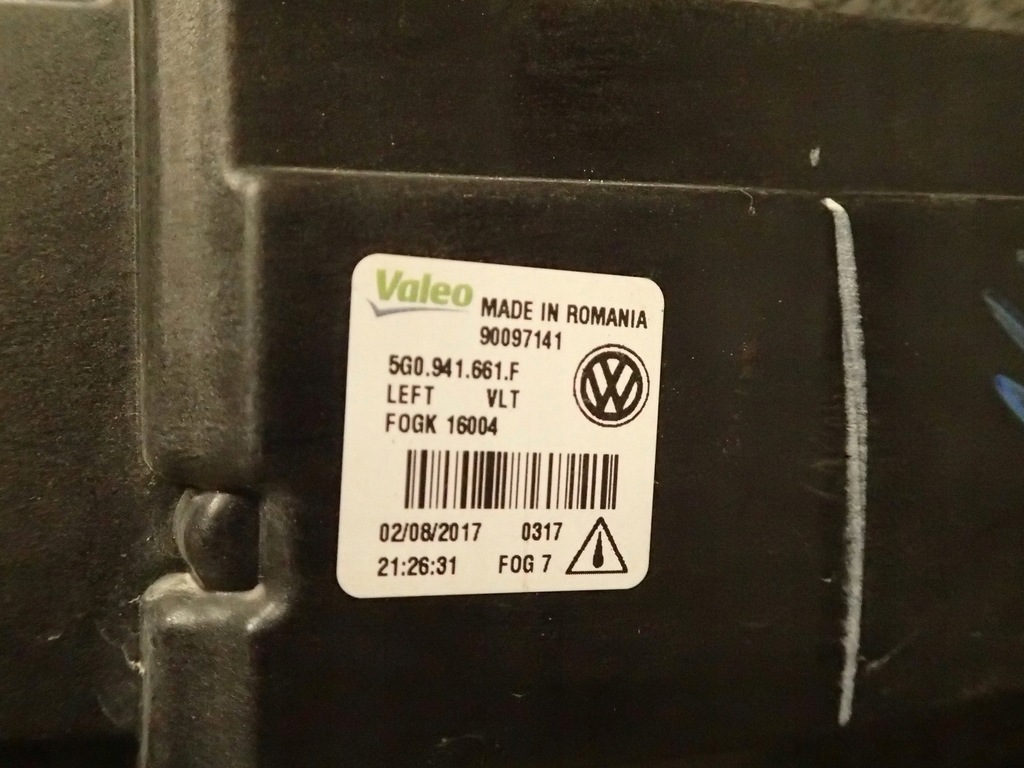 Valeo
MADE IN ROMANIA
90097141
5G0.941.661.F
LEFT VLT
FOGK 16004
02/08/2017 0317
21:26:31 FOG 7